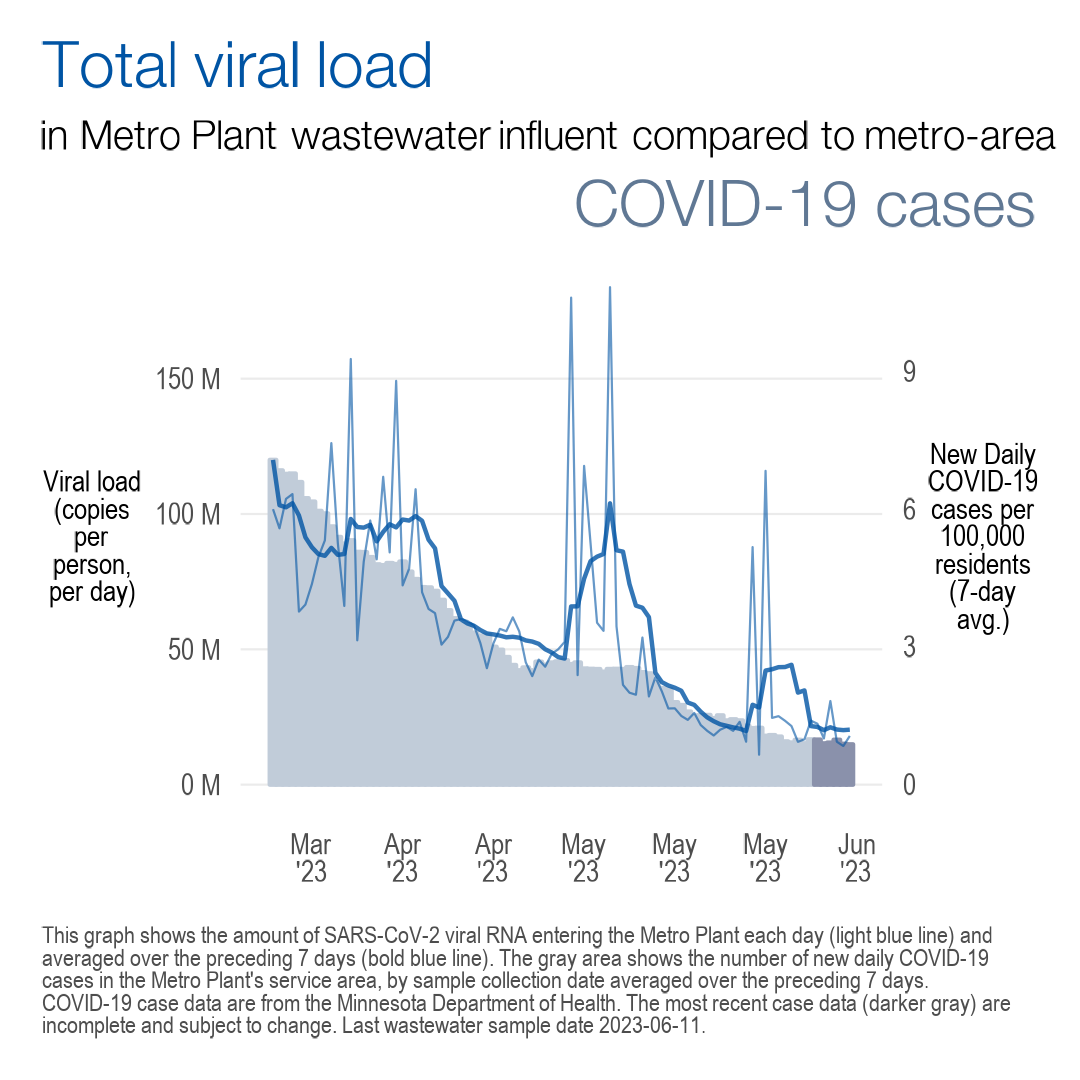 Total viral load
in Metro Plant wastewater influent compared to metro-area
COVID-19 cases
150 M
100 M
50 M
0 M
Viral load
(copies
per
person,
per day)
9
6
3
0
New Daily
COVID-19
cases per
100,000
residents
(7-day
avg.)
Mar
'23
Apr
'23
Apr
'23
May
'23
May
'23
May
'23
Jun
'23
This graph shows the amount of SARS-CoV-2 viral RNA entering the Metro Plant each day (light blue line) and
averaged over the preceding 7 days (bold blue line). The gray area shows the number of new daily COVID-19
cases in the Metro Plant's service area, by sample collection date averaged over the preceding 7 days.
COVID-19 case data are from the Minnesota Department of Health. The most recent case data (darker gray) are
incomplete and subject to change. Last wastewater sample date 2023-06-11.